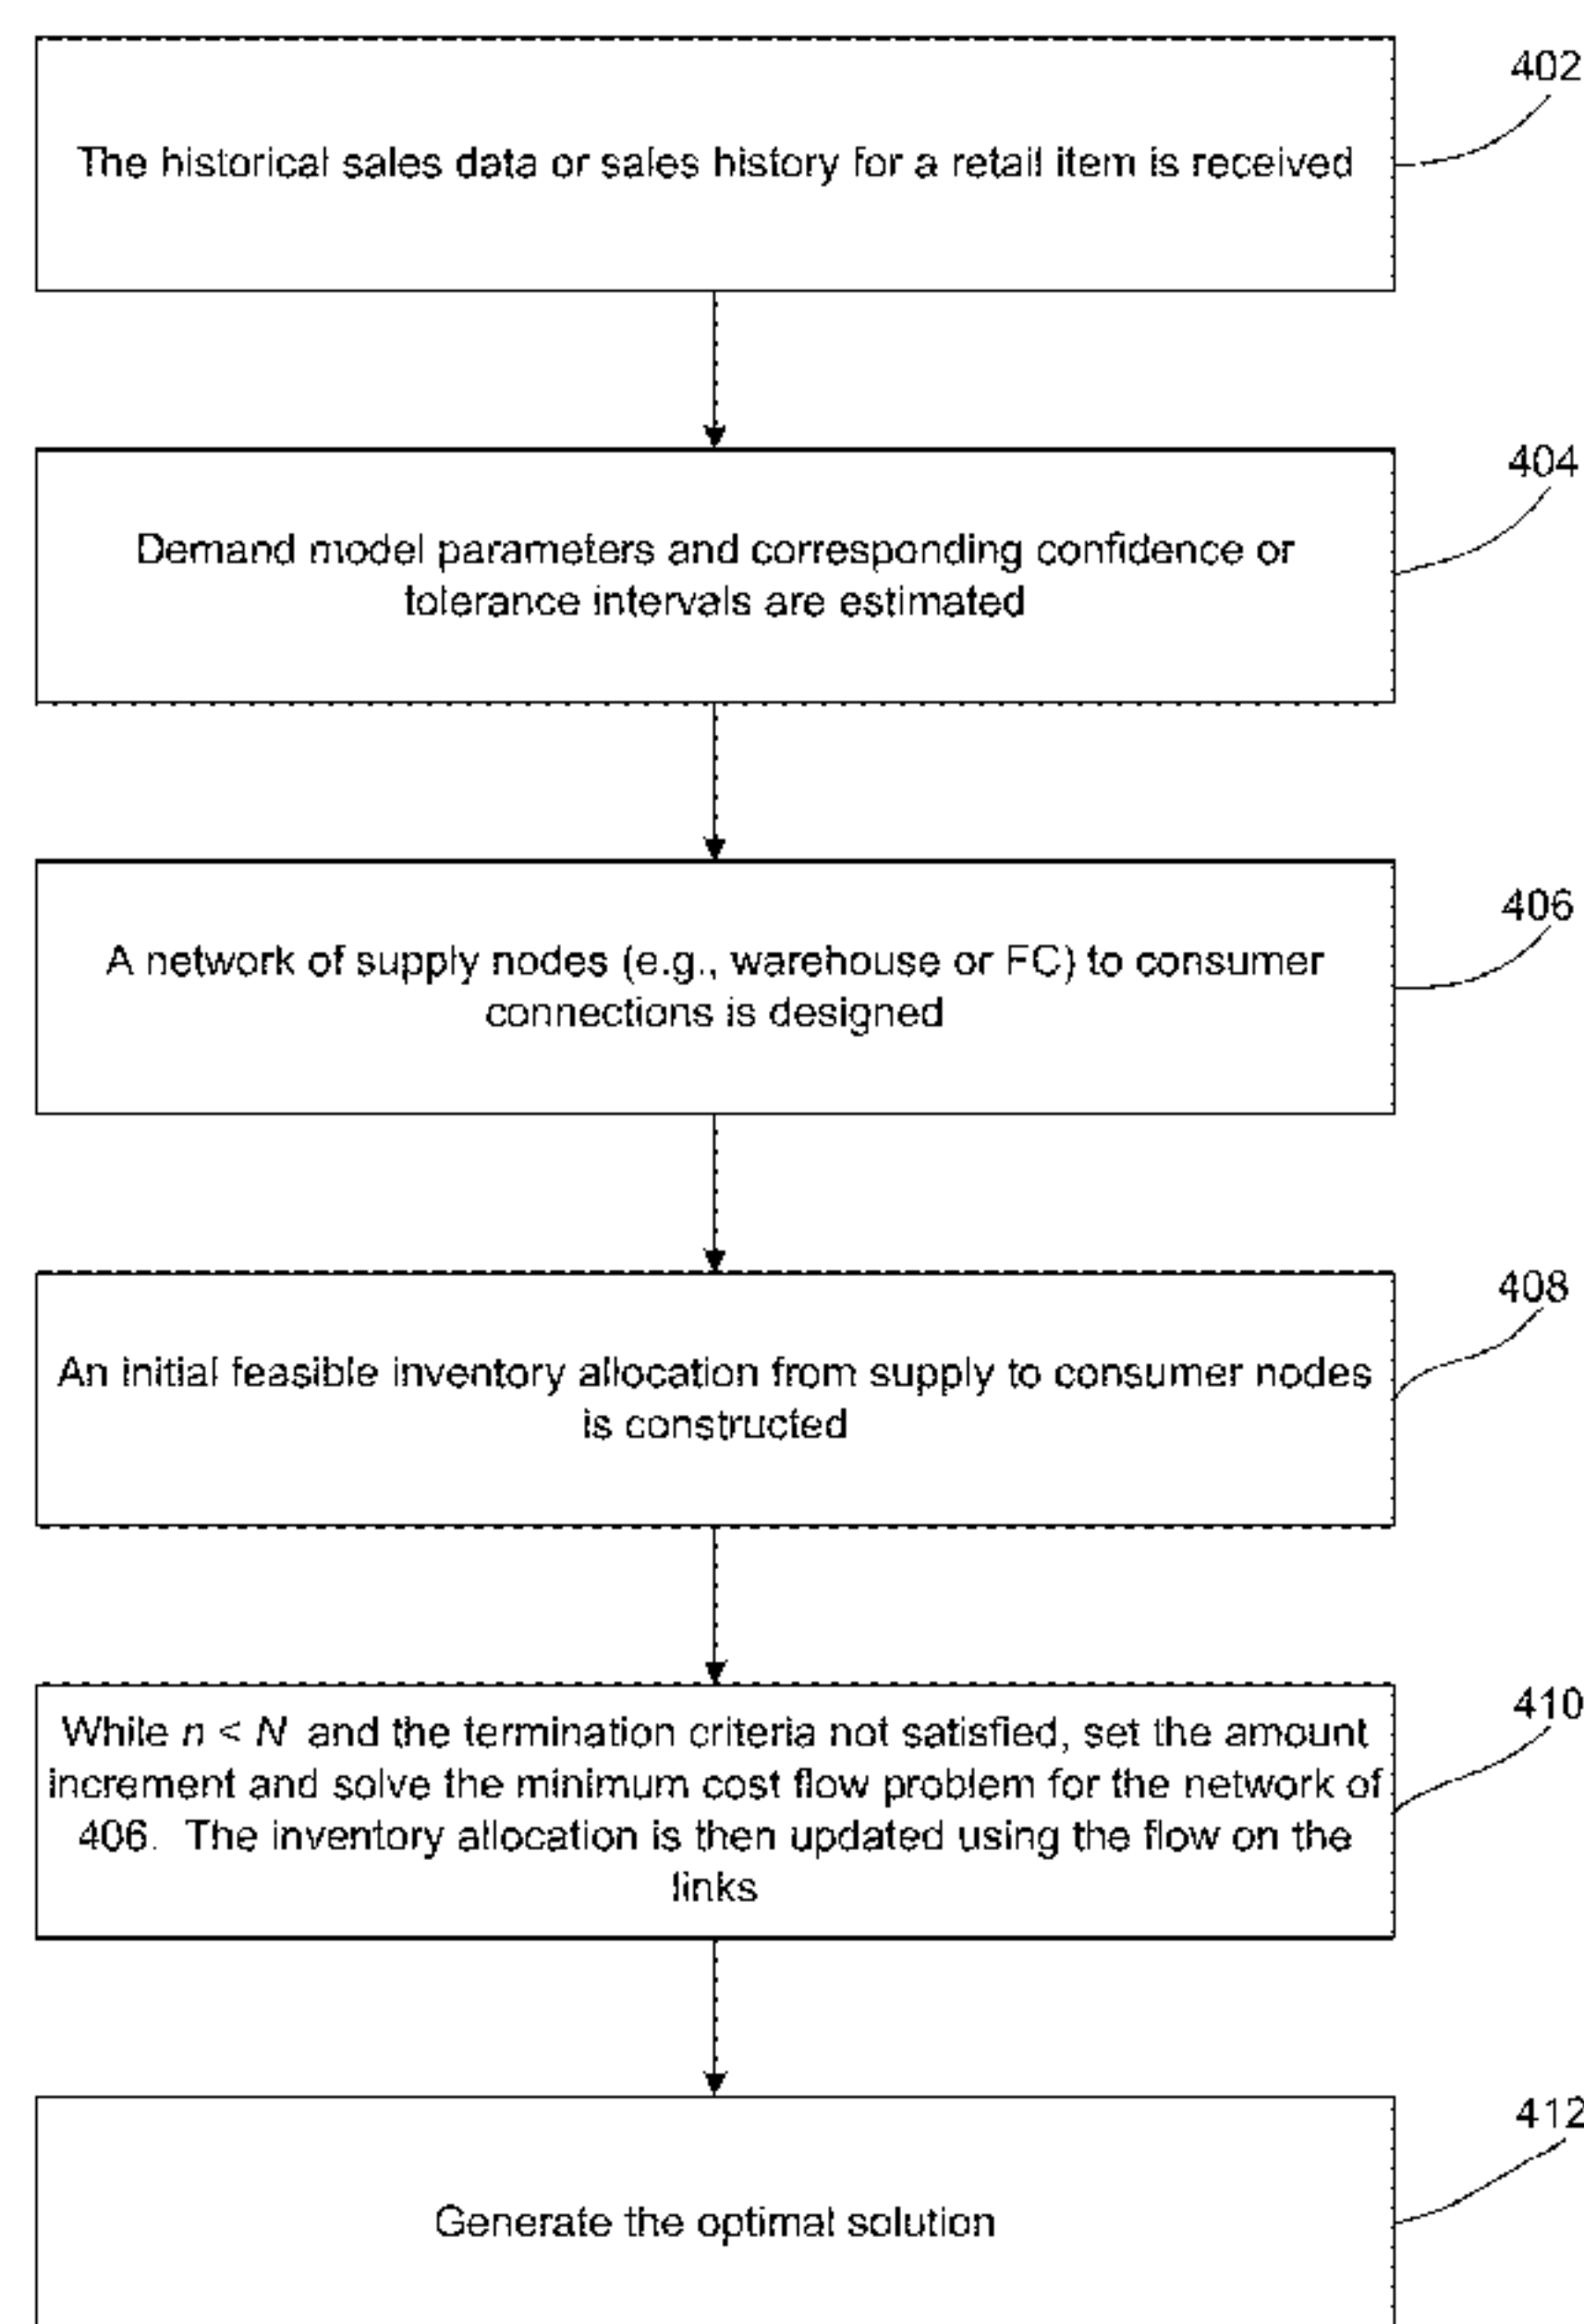 402
The historical sales data or sales history for a retail item is received
404
Demand model parameters and corresponding confidence or
tolerance intervals are estimated
406
A network of supply nodes (e.g., warehouse or FC) to consumer
connections is designed
408
An initial feasible inventory allocation from supply to consumer nodes
is constructed
410
While n < N and the termination criteria not satisfied, set the amount
increment and solve the minimum cost flow problem for the network of
406. The inventory allocation is then updated using the flow on the
links
412
Generate the optimal solution